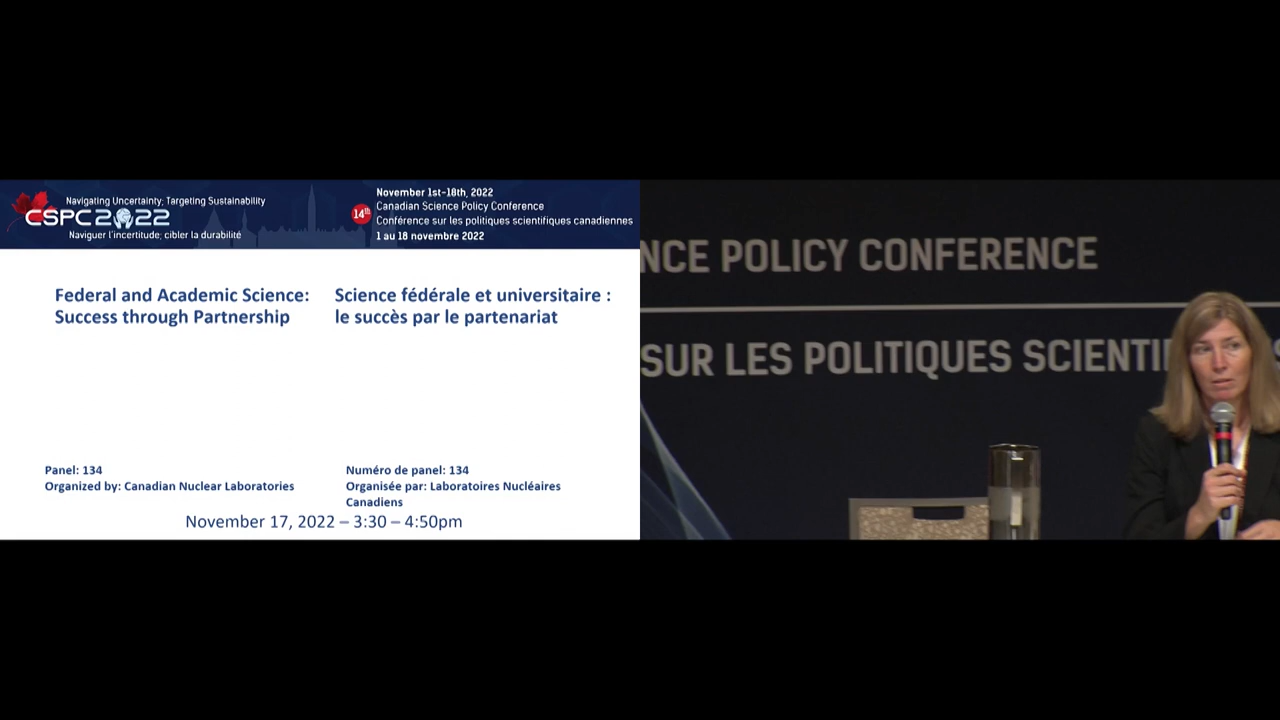 Navigating Uncertainty; Targeting Sustainability
CSPC 2022
Naviguer l'incertitude; cibler la durabilité
14th
November 1st-18th, 2022
Canadian Science Policy Conference
Conférence sur les politiques scientifiques canadiennes
1 au 18 novembre 2022
Federal and Academic Science:
Success through Partnership
Science fédérale et universitaire :
le succès par le partenariat
Panel: 134
Organized by: Canadian Nuclear Laboratories
Numéro de panel: 134
Organisée par: Laboratoires Nucléaires
Canadiens
November 17, 2022 – 3:30 – 4:50pm
NCE POLICY CONFERENCE
SUR LES POLITIQUES SCIENTI